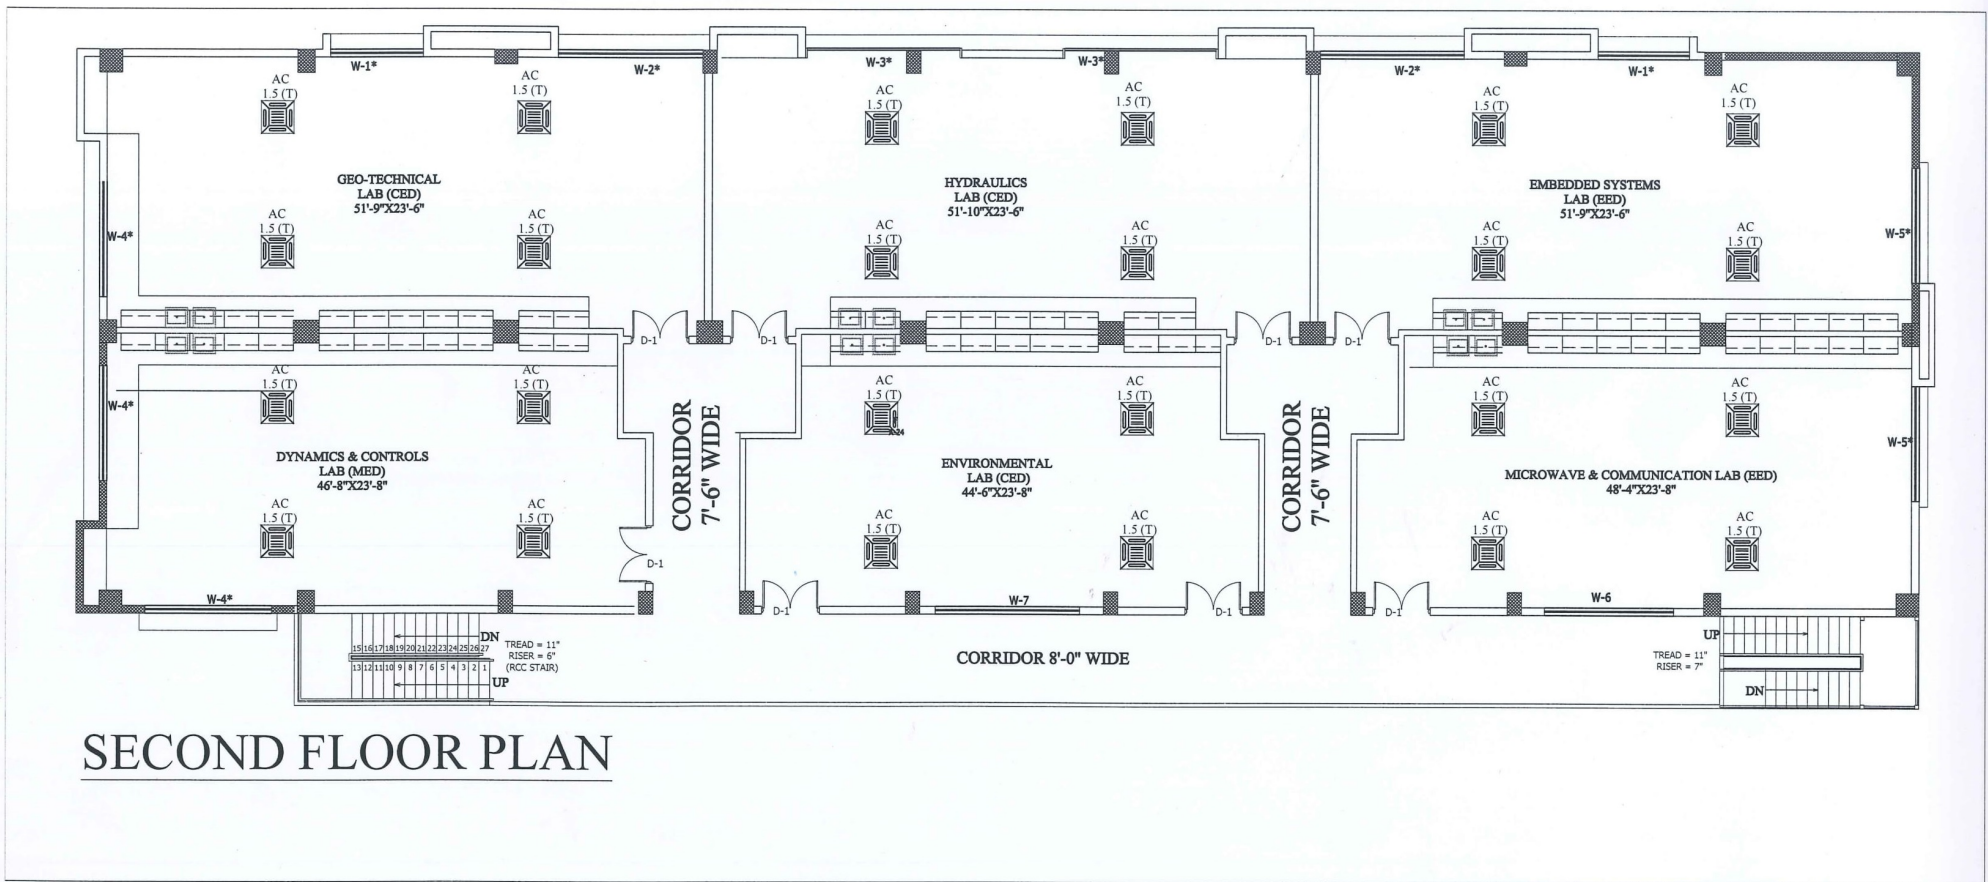 W-1*
W-2*
W-3*
W-3*
W-2*
W-1*
AC
1.5 (T)
AC
1.5 (T)
AC
1.5 (T)
AC
1.5 (T)
AC
1.5 (T)
AC
1.5 (T)
GEO-TECHNICAL
LAB (CED)
51'-9"X23'-6"
HYDRAULICS
LAB (CED)
51'-10"X23'-6"
EMBEDDED SYSTEMS
LAB (EED)
51'-9"X23'-6"
W-4*
AC
1.5 (T)
AC
1.5 (T)
AC
1.5 (T)
AC
1.5 (T)
AC
1.5 (T)
AC
1.5 (T)
W-5*
D-1
D-1
D-1
D-1
W-4*
AC
1.5 (T)
AC
1.5 (T)
AC
1.5 (T)
AC
1.5 (T)
AC
1.5 (T)
AC
1.5 (T)
W-5*
CORRIDOR
7'-6" WIDE
CORRIDOR
7'-6" WIDE
DYNAMICS & CONTROLS
LAB (MED)
46'-8"X23'-8"
ENVIRONMENTAL
LAB (CED)
44'-6"X23'-8"
MICROWAVE & COMMUNICATION LAB (EED)
48'-4"X23'-8"
AC
1.5 (T)
AC
1.5 (T)
AC
1.5 (T)
AC
1.5 (T)
AC
1.5 (T)
AC
1.5 (T)
D-1
W-4*
D-1
W-7
D-1
D-1
W-6
DN
15 16 17 18 19 20 21 22 23 24 25 26 27
13 12 11 10 9 8 7 6 5 4 3 2 1
UP
TREAD = 11"
RISER = 6"
(RCC STAIR)
CORRIDOR 8'-0" WIDE
UP
TREAD = 11"
RISER = 7"
DN
SECOND FLOOR PLAN